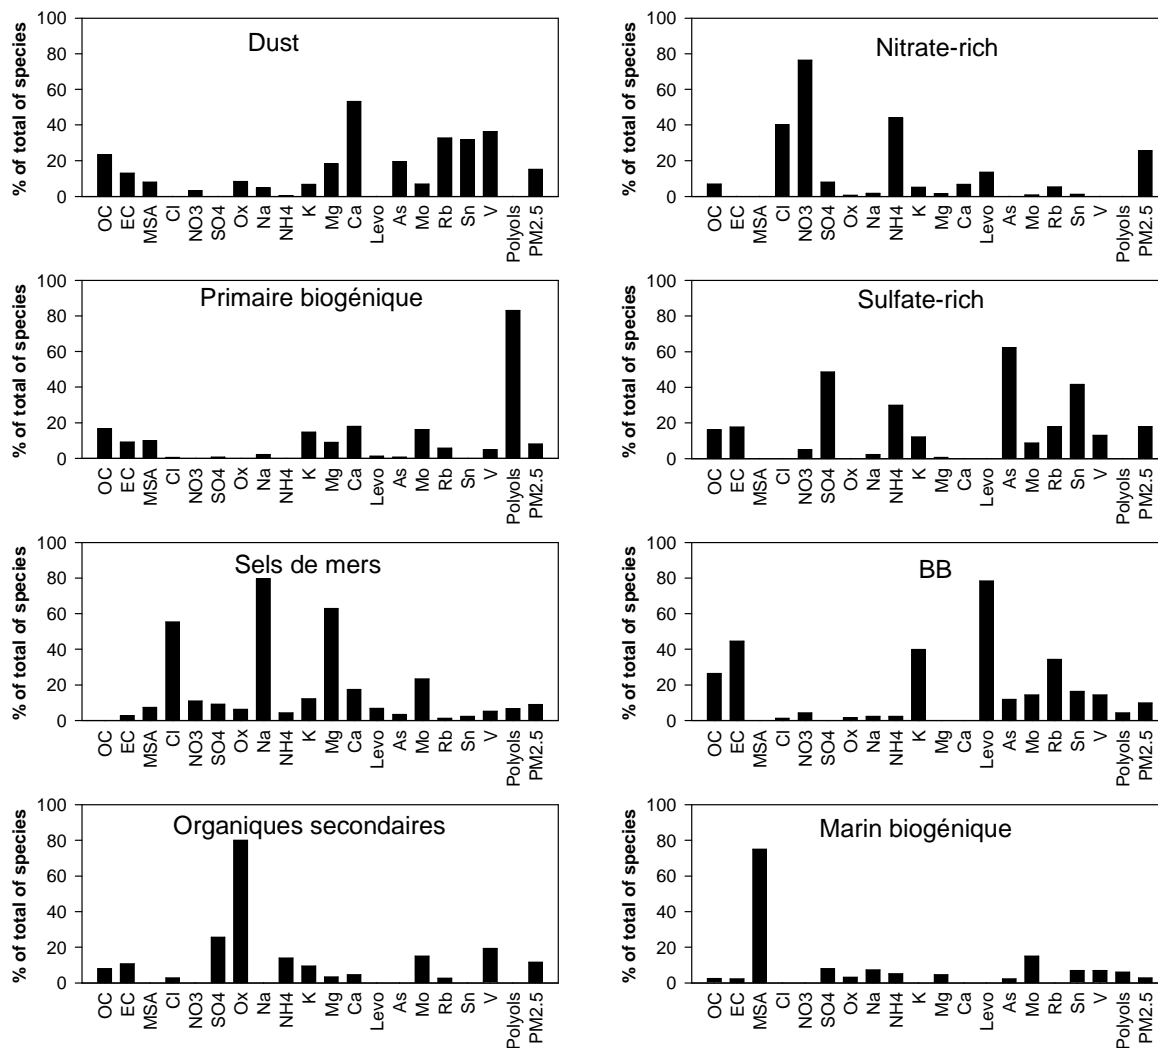 Dust
% of total of species
100
80
60
40
20
0
OC EC MSA Cl NO3 SO4 Ox Na NH4 K Mg Ca Levo As Mo Rb Sn V Polyols PM2.5
Nitrate-rich
% of total of species
100
80
60
40
20
0
OC EC MSA Cl NO3 SO4 Ox Na NH4 K Mg Ca Levo As Mo Rb Sn V Polyols PM2.5
Primaire biogénique
% of total of species
100
80
60
40
20
0
OC EC MSA Cl NO3 SO4 Ox Na NH4 K Mg Ca Levo As Mo Rb Sn V Polyols PM2.5
Sulfate-rich
% of total of species
100
80
60
40
20
0
OC EC MSA Cl NO3 SO4 Ox Na NH4 K Mg Ca Levo As Mo Rb Sn V Polyols PM2.5
Sels de mers
% of total of species
100
80
60
40
20
0
OC EC MSA Cl NO3 SO4 Ox Na NH4 K Mg Ca Levo As Mo Rb Sn V Polyols PM2.5
BB
% of total of species
100
80
60
40
20
0
OC EC MSA Cl NO3 SO4 Ox Na NH4 K Mg Ca Levo As Mo Rb Sn V Polyols PM2.5
Organiques secondaires
% of total of species
100
80
60
40
20
0
OC EC MSA Cl NO3 SO4 Ox Na NH4 K Mg Ca Levo As Mo Rb Sn V Polyols PM2.5
Marin biogénique
% of total of species
100
80
60
40
20
0
OC EC MSA Cl NO3 SO4 Ox Na NH4 K Mg Ca Levo As Mo Rb Sn V Polyols PM2.5